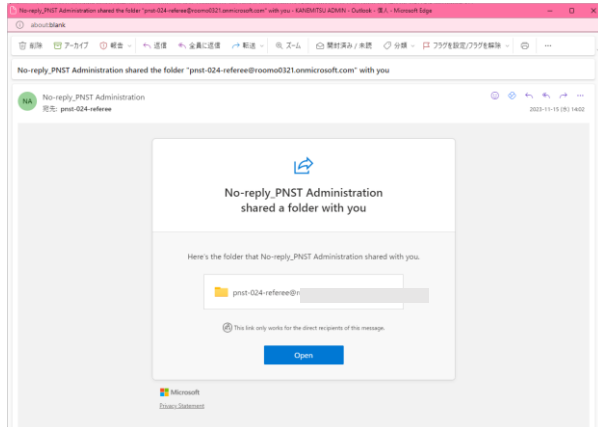 No-reply_PNST Administration shared the folder "pnst-024-referee@roomo0321.onmicrosoft.com" with you - KANEMITSU ADMIN - Outlook - 個人 - Microsoft Edge
about:blank
削除 アーカイブ 報告 返信 全員に返信 転送 ズーム 開封済み / 未読 分類 フラグを設定/フラグを解除 ...
No-reply_PNST Administration shared the folder "pnst-024-referee@roomo0321.onmicrosoft.com" with you
NA
No-reply_PNST Administration
宛先: pnst-024-referee
2023-11-15 (水) 14:02
No-reply_PNST Administration
shared a folder with you
Here's the folder that No-reply_PNST Administration shared with you.
pnst-024-referee@r
This link only works for the direct recipients of this message.
Open
Microsoft
Privacy Statement